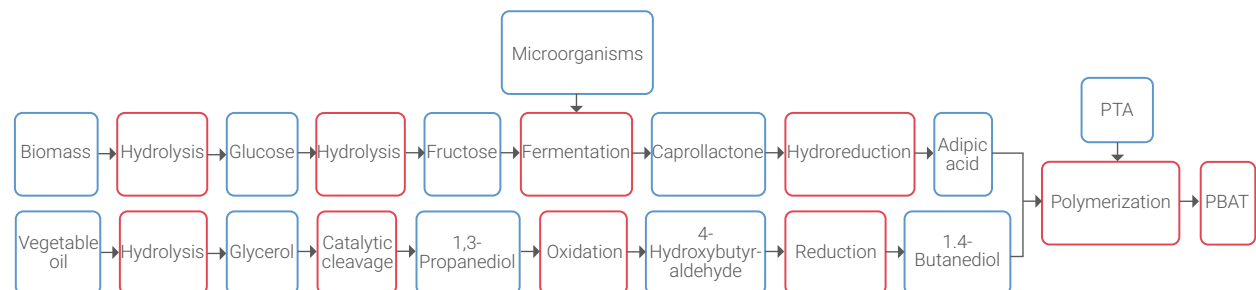 Microorganisms
PTA
Biomass
Hydrolysis
Glucose
Hydrolysis
Fructose
Fermentation
Caprollactone
Hydroreduction
Adipic
acid
Polymerization
PBAT
Vegetable
oil
Hydrolysis
Glycerol
Catalytic
cleavage
1,3-
Propanediol
Oxidation
4-
Hydroxybutyr-
aldehyde
Reduction
1.4-
Butanediol